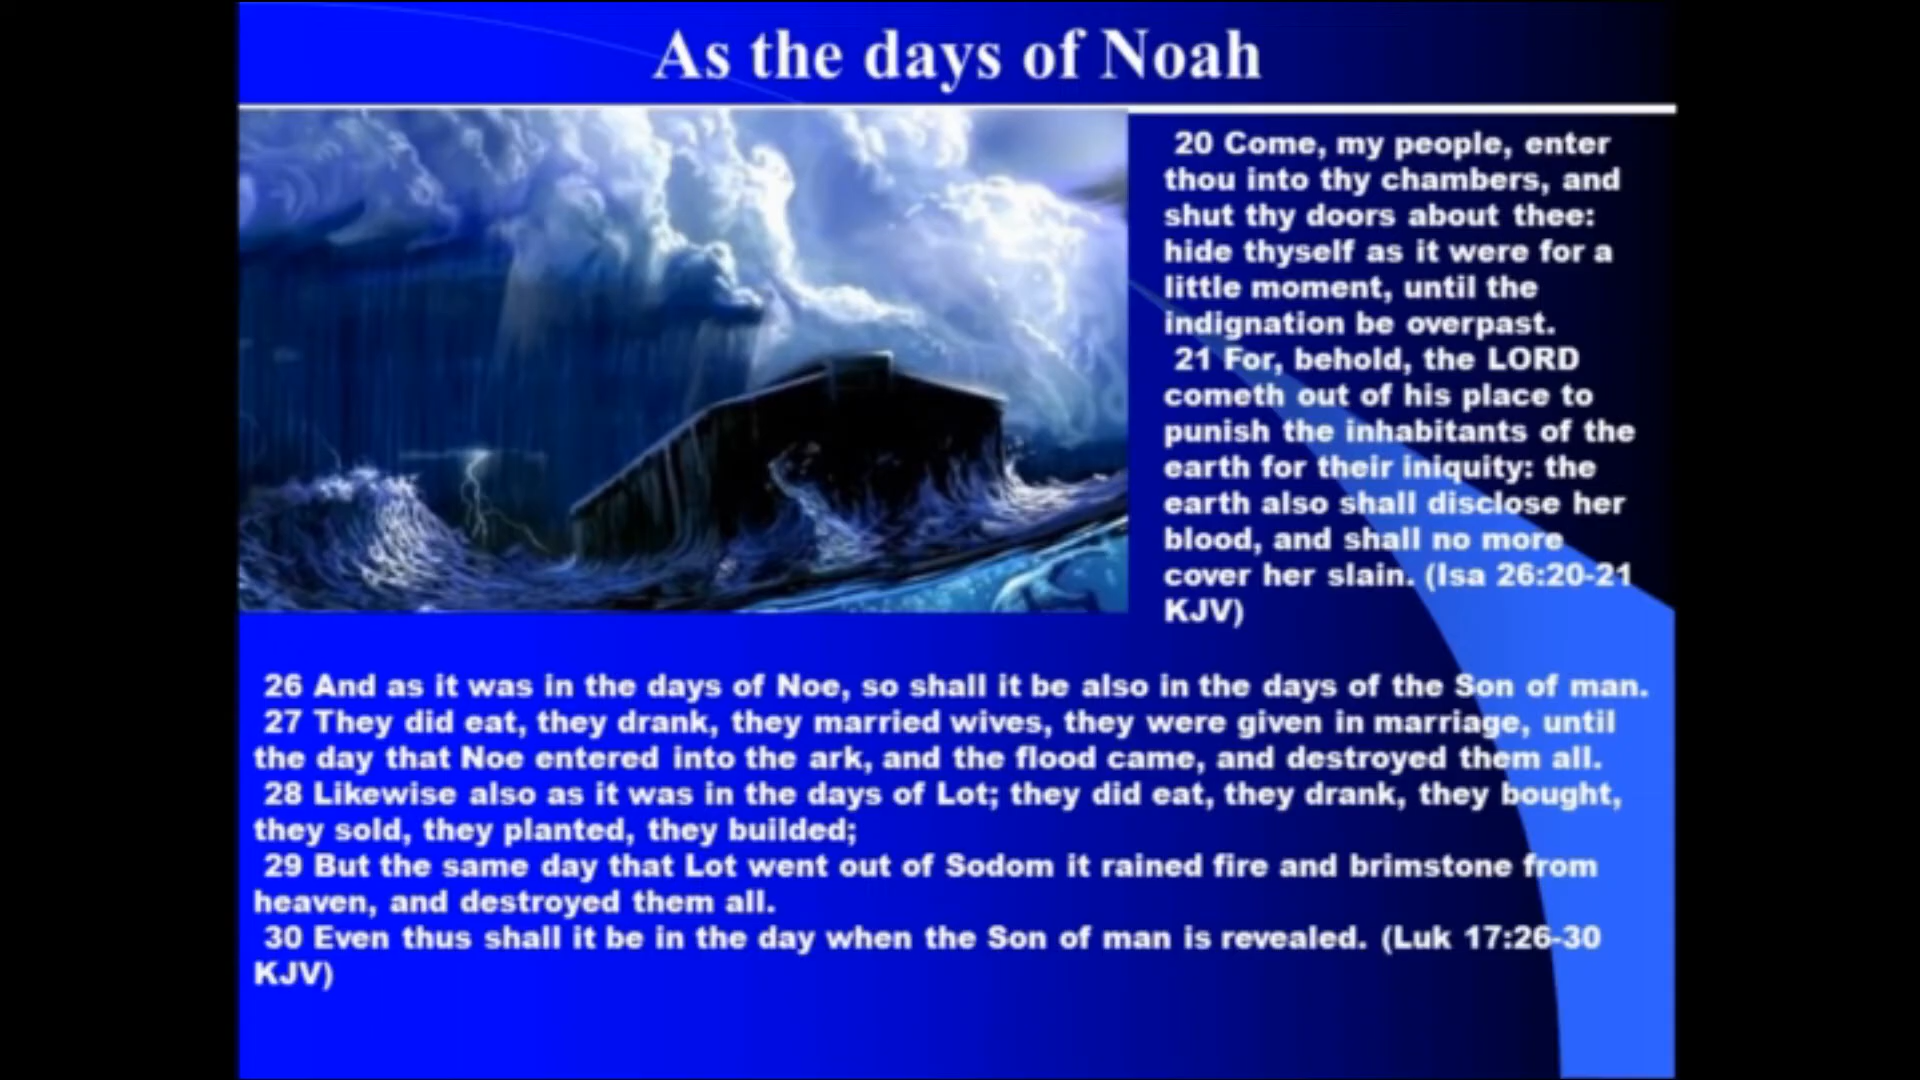 As the days of Noah
20 Come, my people, enter
thou into thy chambers, and
shut thy doors about thee:
hide thyself as it were for a
little moment, until the
indignation be overpast.
21 For, behold, the LORD
cometh out of his place to
punish the inhabitants of the
earth for their iniquity: the
earth also shall disclose her
blood, and shall no more
cover her slain. (Isa 26:20-21
KJV)
26 And as it was in the days of Noe, so shall it be also in the days of the Son of man.
27 They did eat, they drank, they married wives, they were given in marriage, until
the day that Noe entered into the ark, and the flood came, and destroyed them all.
28 Likewise also as it was in the days of Lot; they did eat, they drank, they bought,
they sold, they planted, they builded;
29 But the same day that Lot went out of Sodom it rained fire and brimstone from
heaven, and destroyed them all.
30 Even thus shall it be in the day when the Son of man is revealed. (Luk 17:26-30
KJV)